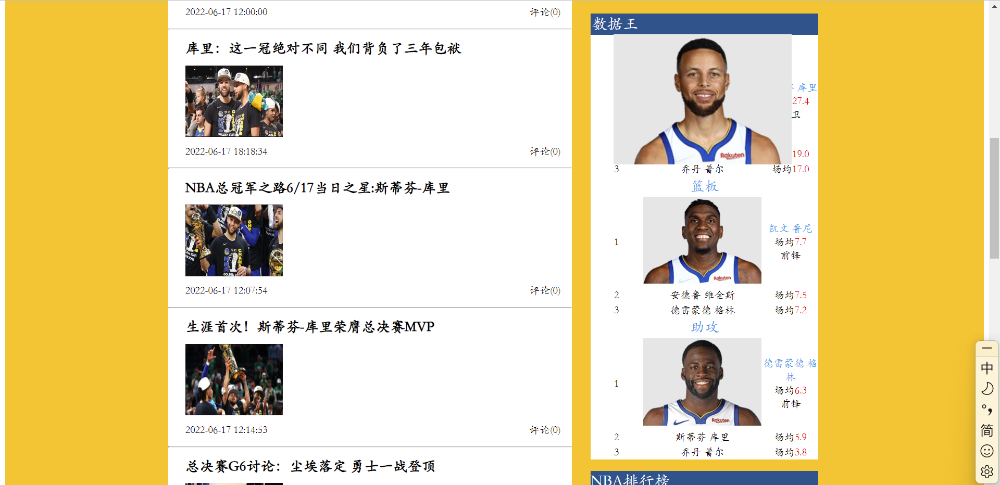 2022-06-17 12:00:00 评论(0)
库里：这一冠绝对不同 我们背负了三年包袱
2022-06-17 18:18:34 评论(0)
NBA总冠军之路6/17当日之星:斯蒂芬-库里
2022-06-17 12:07:54 评论(0)
生涯首次！斯蒂芬-库里荣膺总决赛MVP
2022-06-17 12:14:53 评论(0)
总决赛G6讨论：尘埃落定 勇士一战登顶
数据王
库里
27.4
卫
Rakuten
19.0
3 乔丹 普尔 场均17.0
篮板
凯文 鲁尼
1 场均7.7
前锋
Rakuten
2 安德鲁 维金斯 场均7.5
3 德雷蒙德 格林 场均7.2
助攻
德雷蒙德 格
林
1 场均6.3
前锋
Rakuten
2 斯蒂芬 库里 场均5.9
3 乔丹 普尔 场均3.8
NBA排行榜
中
简